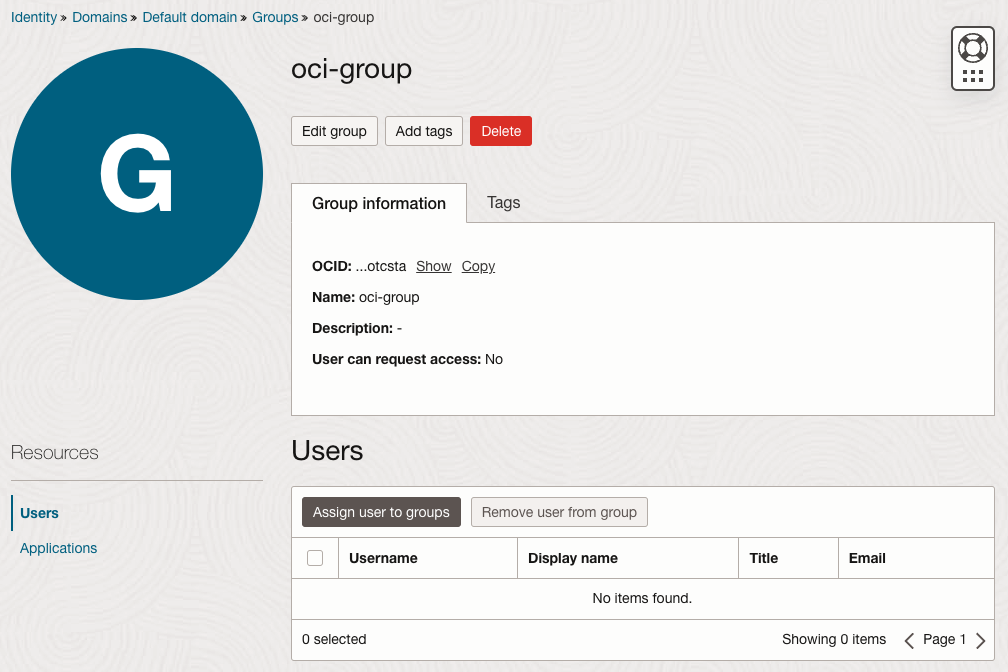 Identity » Domains » Default domain » Groups » oci-group
G
oci-group
Edit group Add tags Delete
Group information Tags
OCID: ...otcsta Show Copy
Name: oci-group
Description: -
User can request access: No
Resources
Users
Applications
Users
Assign user to groups Remove user from group
Username Display name Title Email
No items found.
0 selected Showing 0 items Page 1